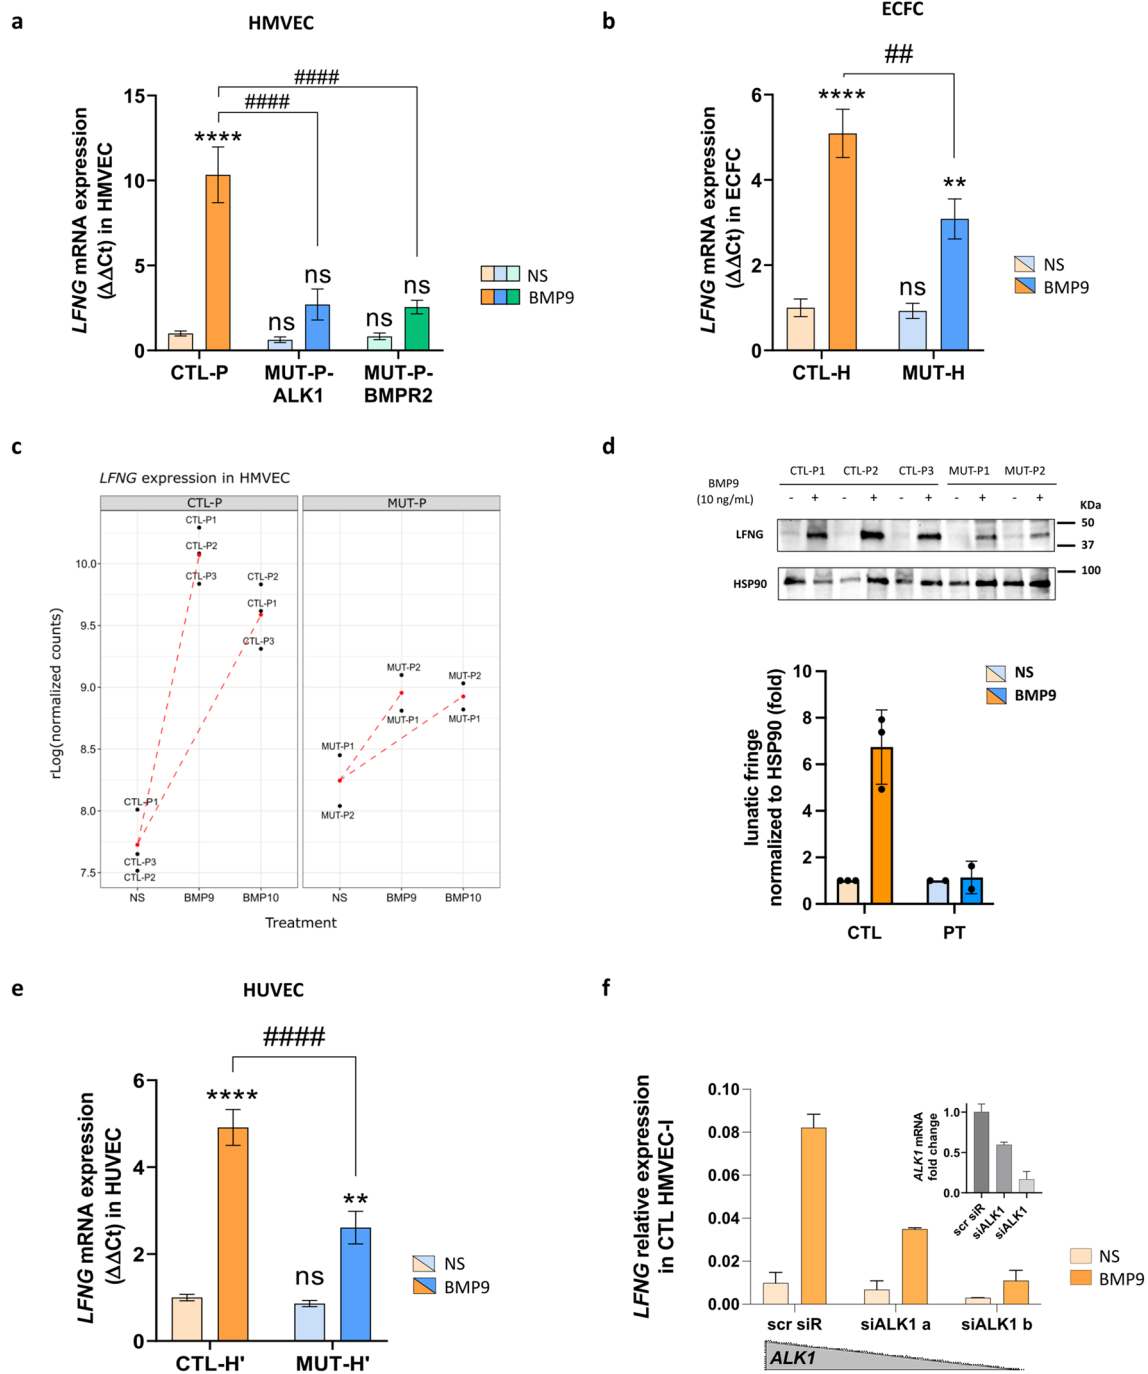 a
HMVEC
LFNG mRNA expression
(ΔΔCt) in HMVEC
15
10
5
0
####
####
****
ns
ns
ns
ns
CTL-P
MUT-P-
ALK1
MUT-P-
BMPR2
NS
BMP9
b
ECFC
LFNG mRNA expression
(ΔΔCt) in ECFC
6
4
2
0
##
****
ns
**
CTL-H
MUT-H
NS
BMP9
c
LFNG expression in HMVEC
CTL-P
MUT-P
rLog(normalized counts)
10.0
9.5
9.0
8.5
8.0
7.5
CTL-P1
CTL-P2
CTL-P3
CTL-P2
CTL-P1
CTL-P3
CTL-P1
CTL-P3
CTL-P2
MUT-P2
MUT-P1
MUT-P2
MUT-P1
MUT-P1
MUT-P2
NS
BMP9
BMP10
NS
BMP9
BMP10
Treatment
d
CTL-P1
CTL-P2
CTL-P3
MUT-P1
MUT-P2
BMP9
(10 ng/mL)
- + - + - + - + - +
KDa
LFNG
50
37
HSP90
100
lunatic fringe
normalized to HSP90 (fold)
10
8
6
4
2
0
CTL
PT
NS
BMP9
e
HUVEC
LFNG mRNA expression
(ΔΔCt) in HUVEC
6
4
2
0
####
****
ns
**
CTL-H'
MUT-H'
NS
BMP9
f
LFNG relative expression
in CTL HMVEC-I
0.10
0.08
0.06
0.04
0.02
0.00
scr siR
siALK1 a
siALK1 b
ALK1
ALK1 mRNA
fold change
1.0
0.5
0.0
scr siR
siALK1
siALK1
NS
BMP9